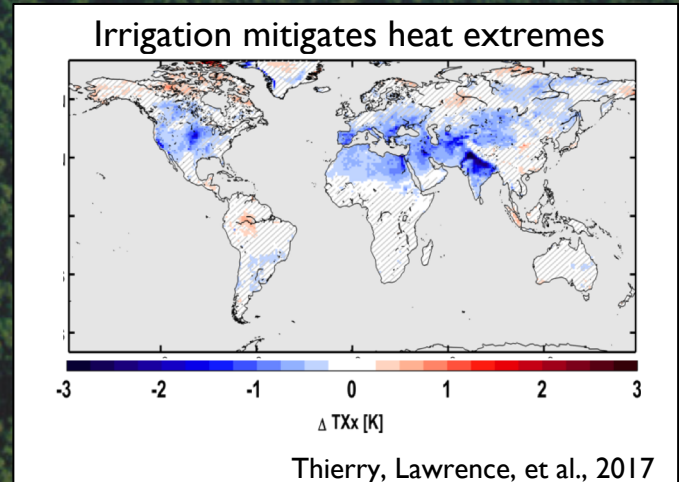 Irrigation mitigates heat extremes
-3 -2 -1 0 1 2 3
Δ TXx [K]
Thierry, Lawrence, et al., 2017